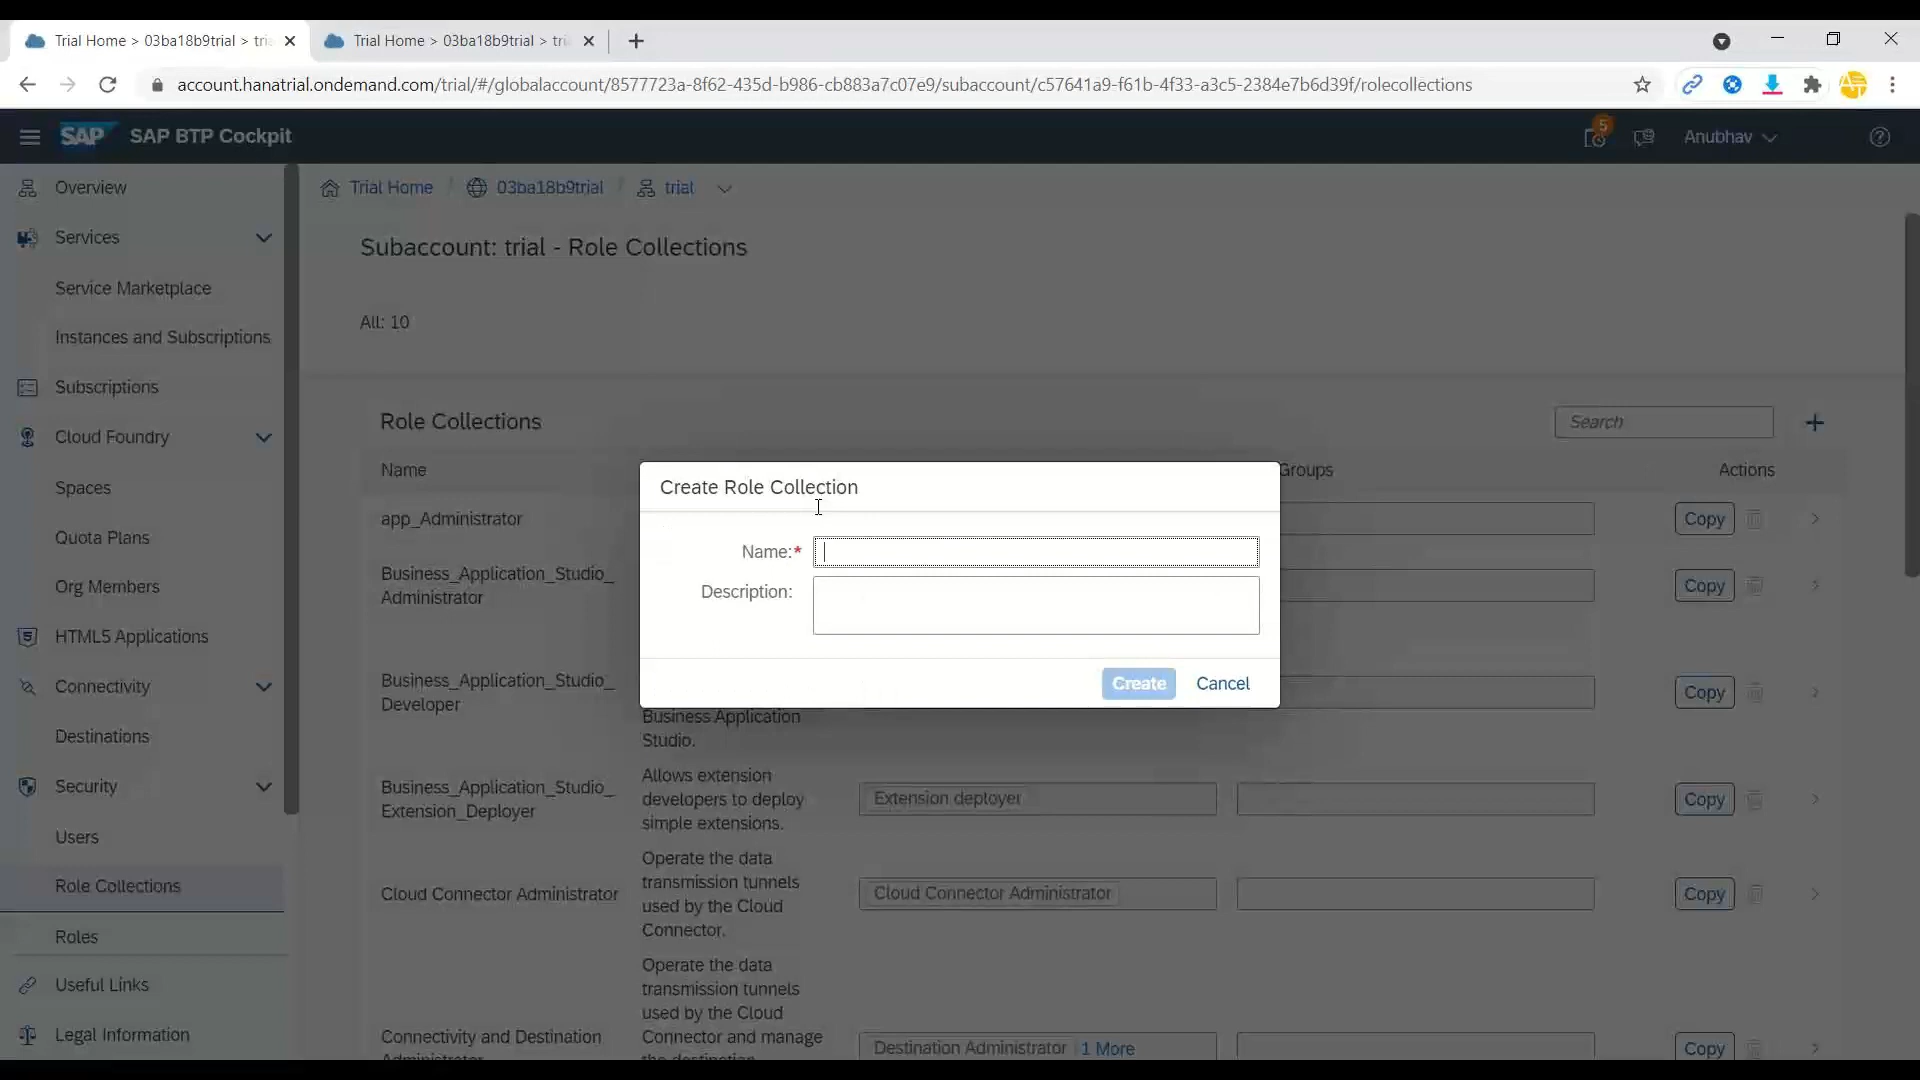 Trial Home > 03ba18b9trial > tria
Trial Home > 03ba18b9trial > tri
account.hanatrial.ondemand.com/trial/#/globalaccount/8577723a-8f62-435d-b986-cb883a7c07e9/subaccount/c57641a9-f61b-4f33-a3c5-2384e7b6d39f/rolecollections
SAP SAP BTP Cockpit
5
Anubhav
Overview
Services
Service Marketplace
Instances and Subscriptions
Subscriptions
Cloud Foundry
Spaces
Quota Plans
Org Members
HTML5 Applications
Connectivity
Destinations
Security
Users
Role Collections
Roles
Useful Links
Legal Information
Trial Home / 03ba18b9trial / trial
Subaccount: trial - Role Collections
All: 10
Role Collections
Search
Name
Groups
Actions
app_Administrator
Copy
Business_Application_Studio_
Administrator
Copy
Business_Application_Studio_
Developer
Business Application
Studio.
Copy
Business_Application_Studio_
Extension_Deployer
Allows extension
developers to deploy
simple extensions.
Extension deployer
Copy
Cloud Connector Administrator
Operate the data
transmission tunnels
used by the Cloud
Connector.
Cloud Connector Administrator
Copy
Connectivity and Destination
Operate the data
transmission tunnels
used by the Cloud
Connector and manage
Destination Administrator 1 More
Copy
Create Role Collection
Name:*
Description:
Create
Cancel